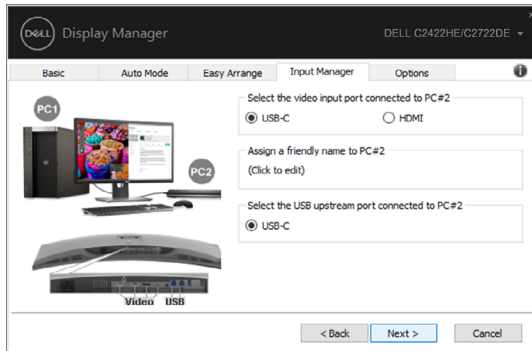 DELL Display Manager
DELL C2422HE/C2722DE
Basic
Auto Mode
Easy Arrange
Input Manager
Options
PC1
PC2
Video USB
Select the video input port connected to PC#2
USB-C
HDMI
Assign a friendly name to PC#2
(Click to edit)
Select the USB upstream port connected to PC#2
USB-C
< Back
Next >
Cancel